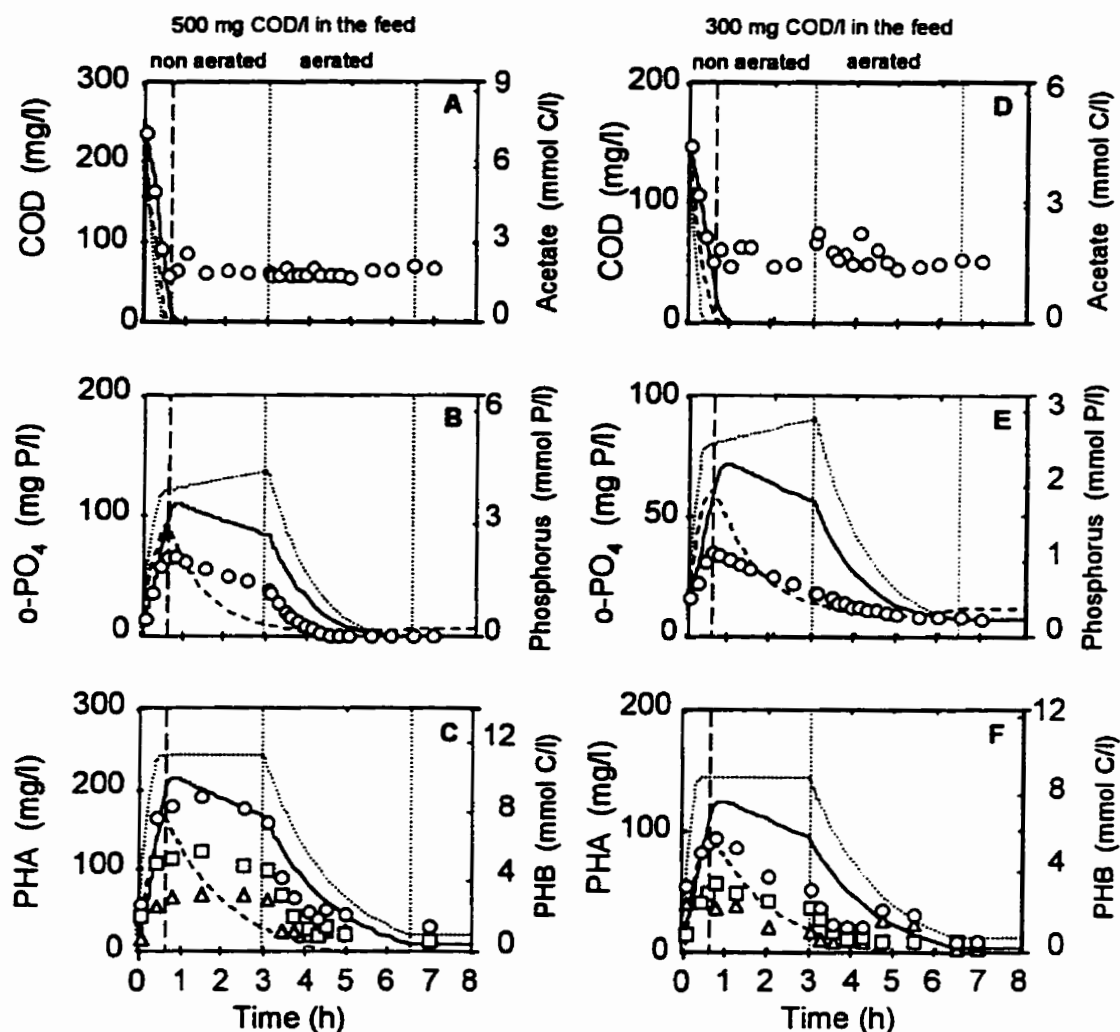 500 mg COD/l in the feed
non aerated
aerated
300
200
100
0
COD (mg/l)
A
9
6
3
0
Acetate (mmol C/l)
200
100
0
o-PO4 (mg P/l)
B
6
3
0
Phosphorus (mmol P/l)
300
200
100
0
PHA (mg/l)
C
12
8
4
0
PHB (mmol C/l)
0 1 2 3 4 5 6 7 8
Time (h)
300 mg COD/l in the feed
non aerated
aerated
200
100
0
COD (mg/l)
D
6
3
0
Acetate (mmol C/l)
100
50
0
o-PO4 (mg P/l)
E
3
2
1
0
Phosphorus (mmol P/l)
200
100
0
PHA (mg/l)
F
12
8
4
0
PHB (mmol C/l)
0 1 2 3 4 5 6 7 8
Time (h)